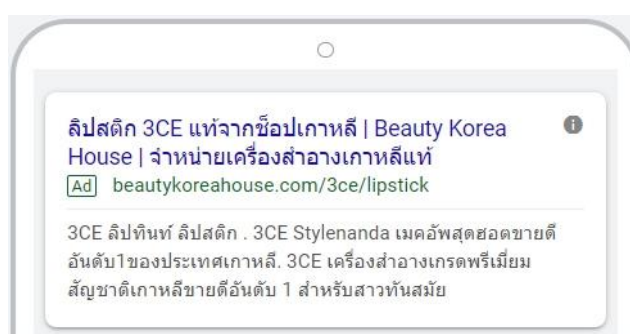 ลิปสติก 3CE แท้จากช็อปเกาหลี | Beauty Korea
House | จำหน่ายเครื่องสำอางเกาหลีแท้
Ad beautykoreahouse.com/3ce/lipstick
3CE ลิปทินท์ ลิปสติก . 3CE Stylenanda เมคอัพสุดฮอตขายดี
อันดับ1ของประเทศเกาหลี. 3CE เครื่องสำอางเกรดพรีเมี่ยม
สัญชาติเกาหลีขายดีอันดับ 1 สำหรับสาวทันสมัย